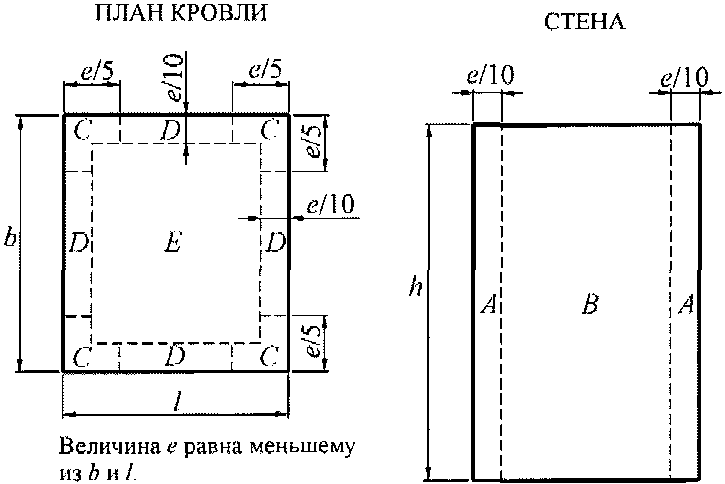 ПЛАН КРОВЛИ
СТЕНА
e/5
e/10
e/5
e/10
e/10
C
D
C
e/5
e/10
D
E
D
b
h
A
B
A
C
D
C
e/5
l
Величина e равна меньшему
из b и l.